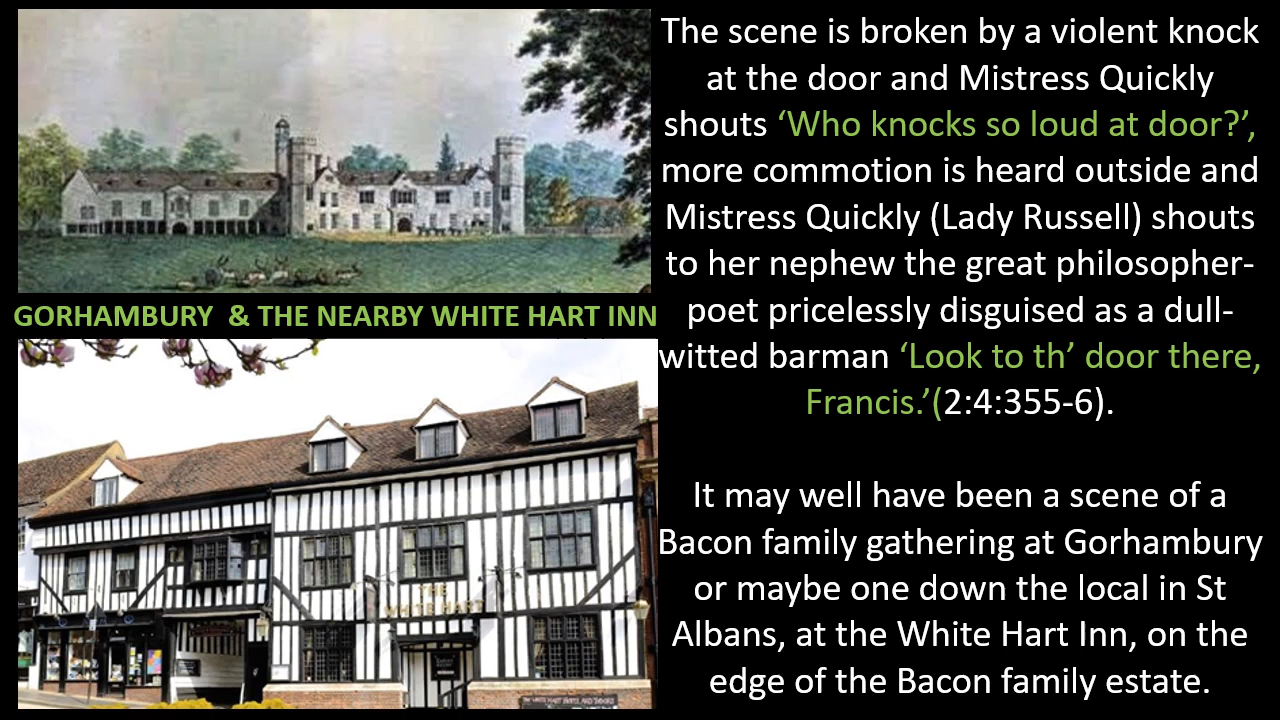 The scene is broken by a violent knock
at the door and Mistress Quickly
shouts ‘Who knocks so loud at door?’,
more commotion is heard outside and
Mistress Quickly (Lady Russell) shouts
to her nephew the great philosopher-
poet pricelessly disguised as a dull-
witted barman ‘Look to th’ door there,
Francis.’(2:4:355-6).
It may well have been a scene of a
Bacon family gathering at Gorhambury
or maybe one down the local in St
Albans, at the White Hart Inn, on the
edge of the Bacon family estate.
GORHAMBURY & THE NEARBY WHITE HART INN
THE
WHITE HART